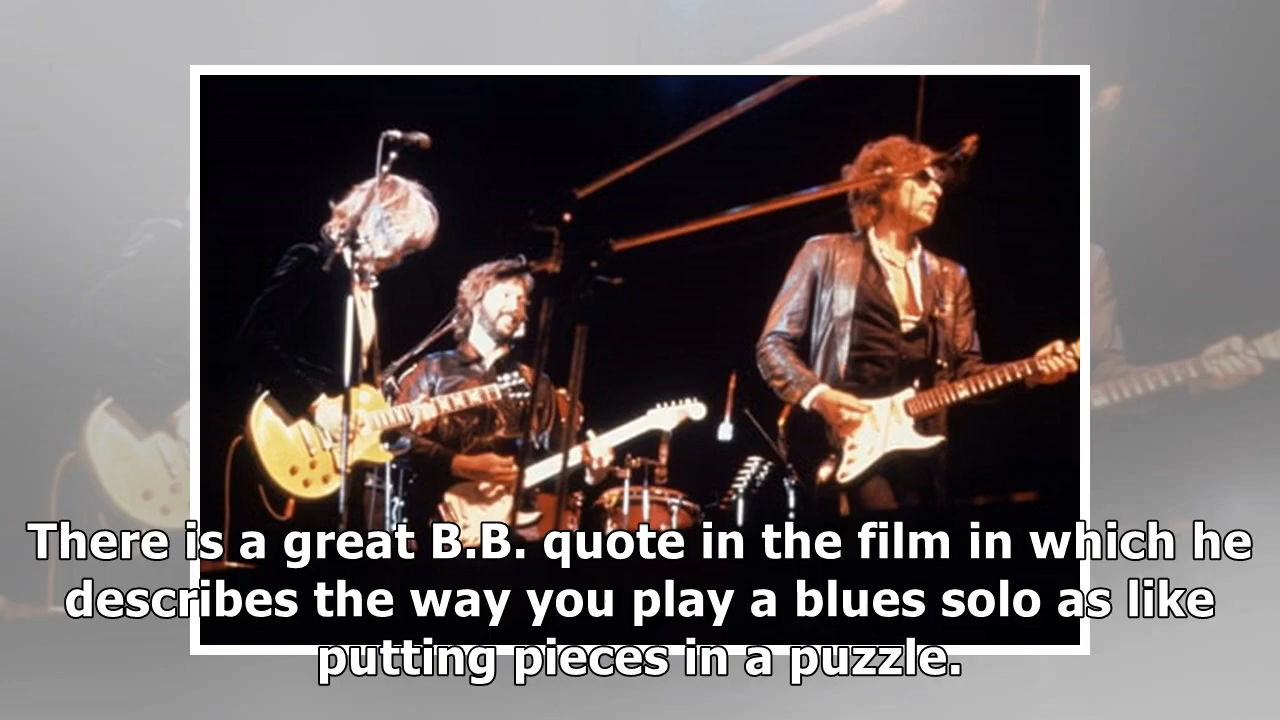 There is a great B.B. quote in the film in which he
describes the way you play a blues solo as like
putting pieces in a puzzle.